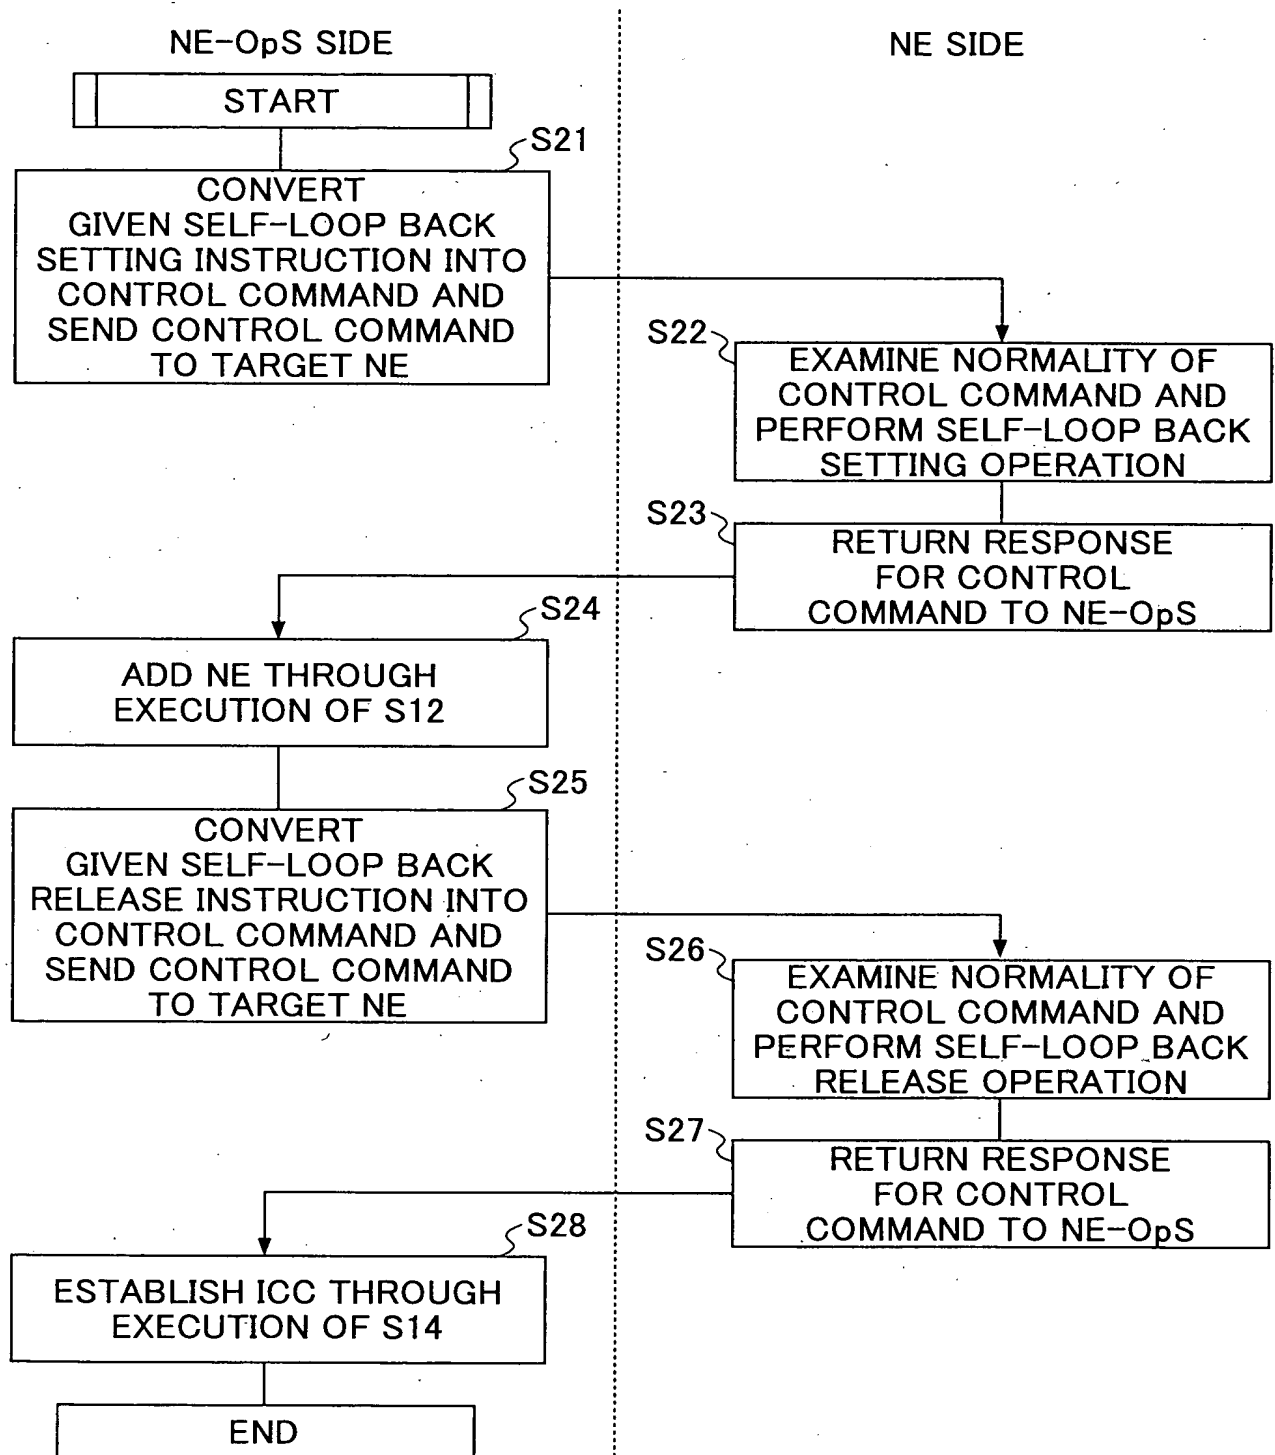 NE-OpS SIDE
NE SIDE
START
S21
CONVERT
GIVEN SELF-LOOP BACK
SETTING INSTRUCTION INTO
CONTROL COMMAND AND
SEND CONTROL COMMAND
TO TARGET NE
S22
EXAMINE NORMALITY OF
CONTROL COMMAND AND
PERFORM SELF-LOOP BACK
SETTING OPERATION
S23
RETURN RESPONSE
FOR CONTROL
COMMAND TO NE-OpS
S24
ADD NE THROUGH
EXECUTION OF S12
S25
CONVERT
GIVEN SELF-LOOP BACK
RELEASE INSTRUCTION INTO
CONTROL COMMAND AND
SEND CONTROL COMMAND
TO TARGET NE
S26
EXAMINE NORMALITY OF
CONTROL COMMAND AND
PERFORM SELF-LOOP BACK
RELEASE OPERATION
S27
RETURN RESPONSE
FOR CONTROL
COMMAND TO NE-OpS
S28
ESTABLISH ICC THROUGH
EXECUTION OF S14
END